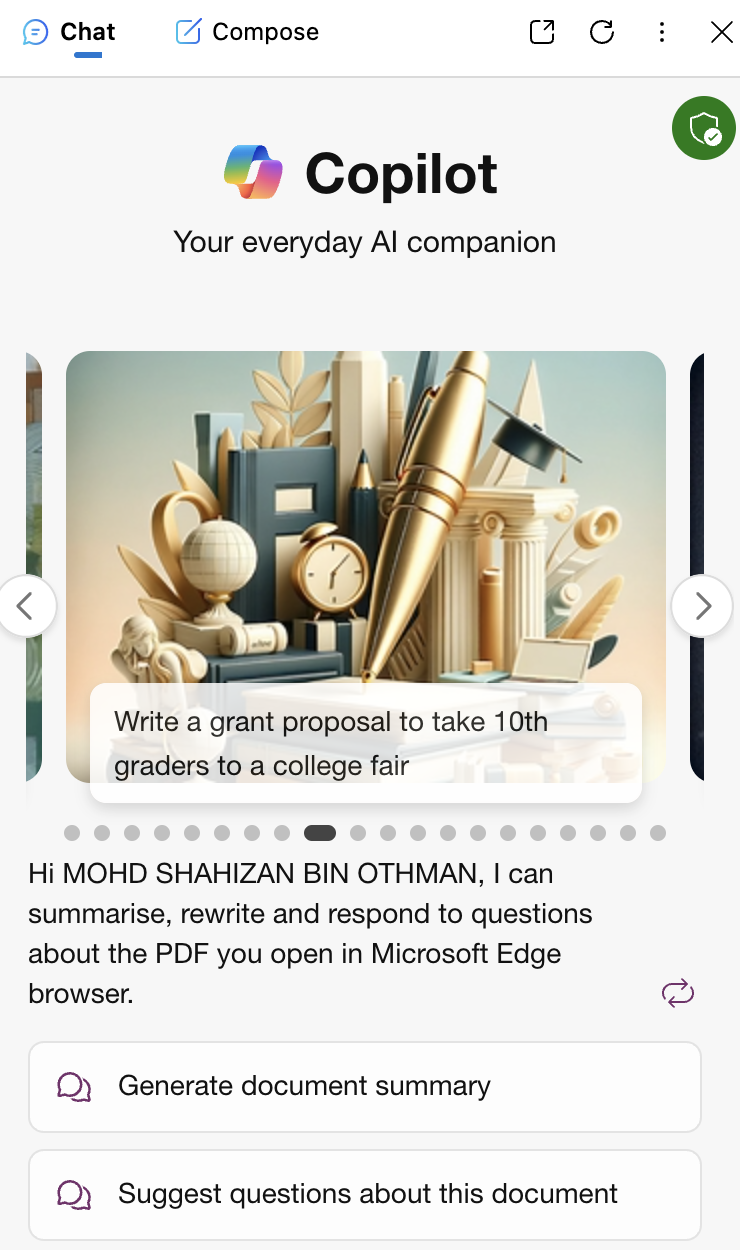 Chat
Compose
Copilot
Your everyday AI companion
Write a grant proposal to take 10th
graders to a college fair
Hi MOHD SHAHIZAN BIN OTHMAN, I can
summarise, rewrite and respond to questions
about the PDF you open in Microsoft Edge
browser.
Generate document summary
Suggest questions about this document